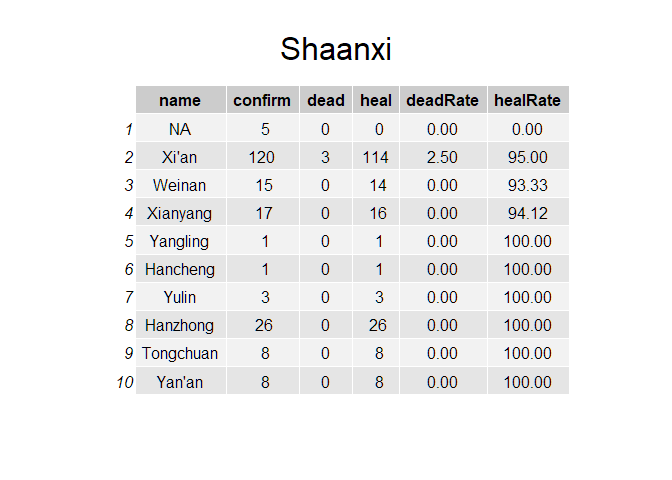 Shaanxi
name confirm dead heal deadRate healRate
1 NA 5 0 0 0.00 0.00
2 Xi'an 120 3 114 2.50 95.00
3 Weinan 15 0 14 0.00 93.33
4 Xianyang 17 0 16 0.00 94.12
5 Yangling 1 0 1 0.00 100.00
6 Hancheng 1 0 1 0.00 100.00
7 Yulin 3 0 3 0.00 100.00
8 Hanzhong 26 0 26 0.00 100.00
9 Tongchuan 8 0 8 0.00 100.00
10 Yan'an 8 0 8 0.00 100.00